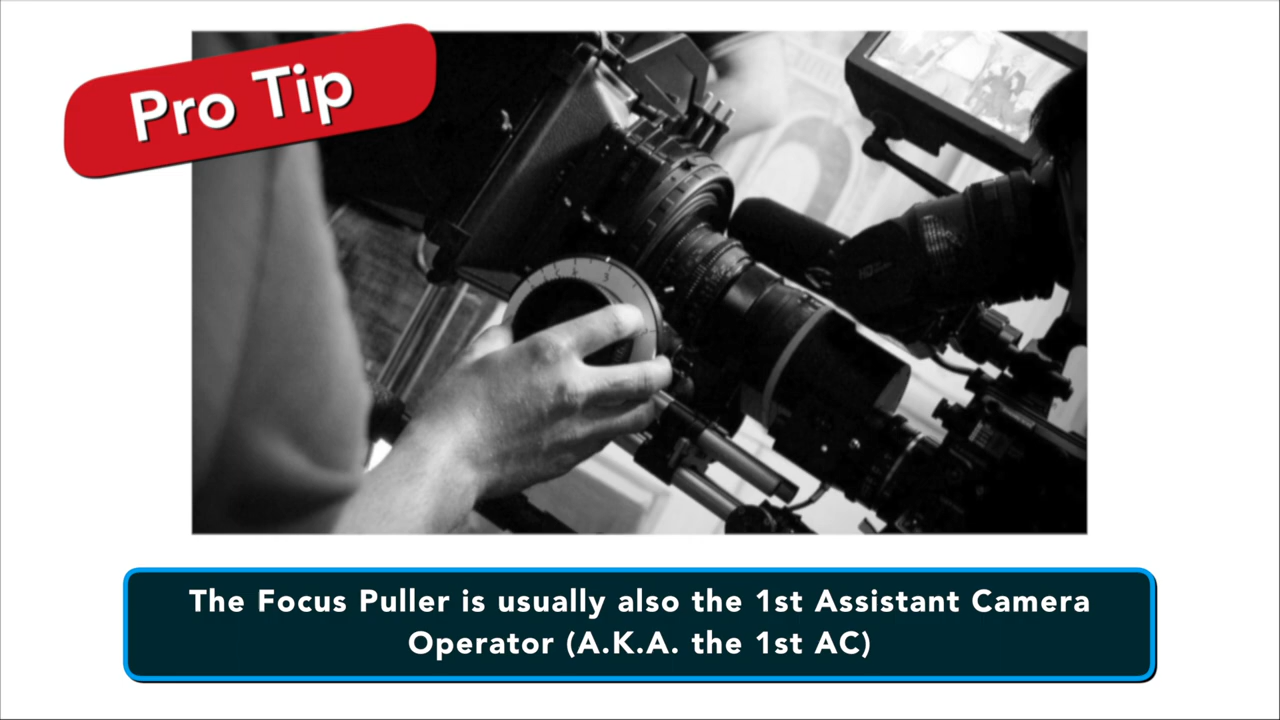 Pro Tip
The Focus Puller is usually also the 1st Assistant Camera
Operator (A.K.A. the 1st AC)